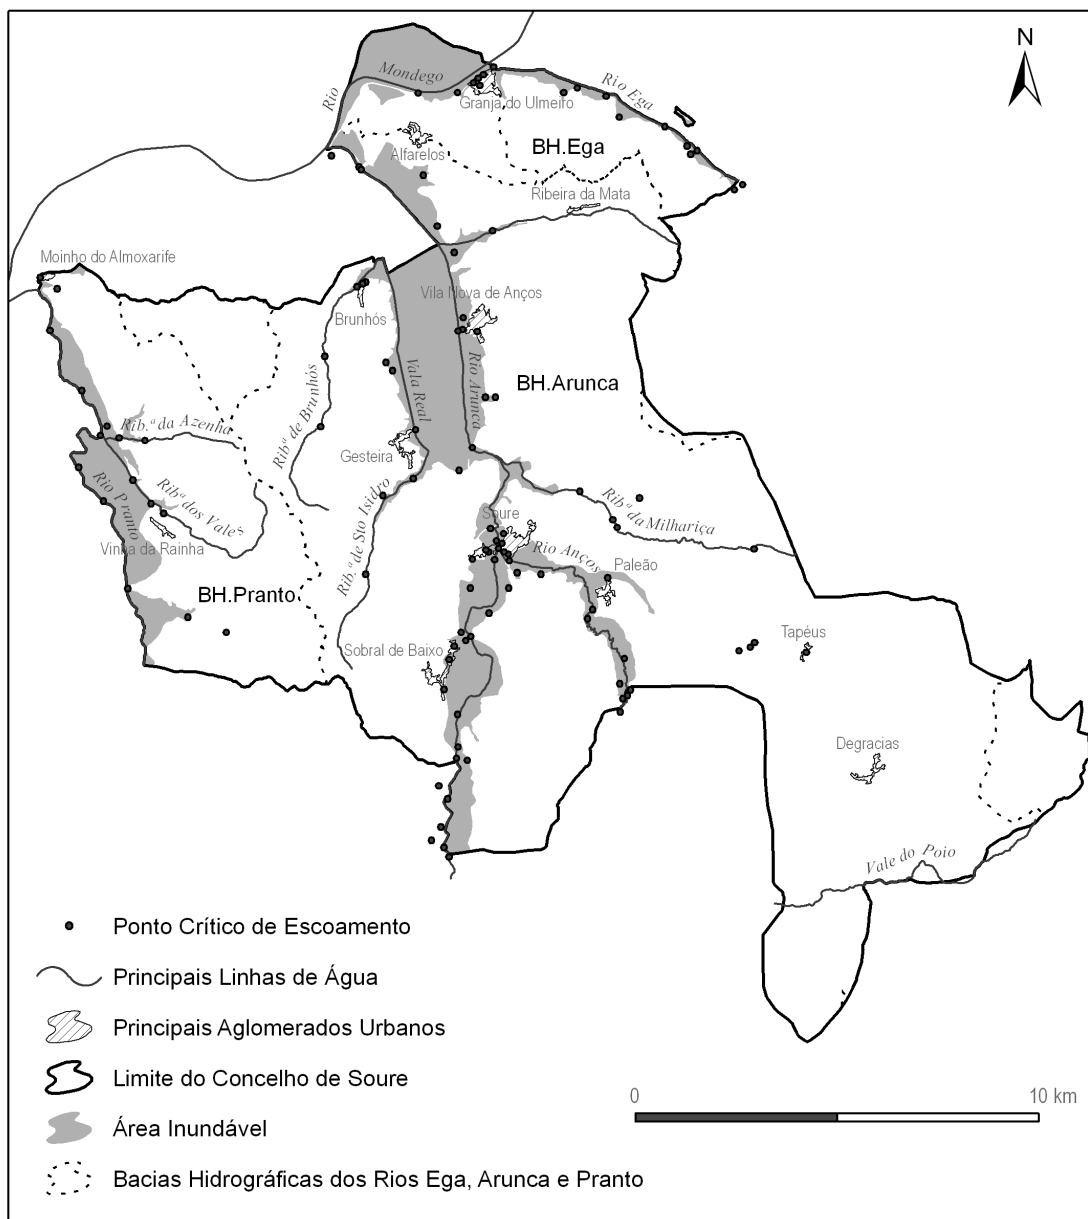 N
Rio
Mondego
Rio Ega
Granja do Ulmeiro
BH.Ega
Alfarelos
Ribeira da Mata
Moinho do Almoxarife
Vila Nova de Anços
Brunhós
Vala Real
Rio Arunca
BH.Arunca
Rib.ª da Azenha
Ribª de Brunhós
Gesteira
Rio Pranto
Ribª dos Vales
Vinha da Rainha
Rib.ª de Sto Isidro
Soure
Ribª da Milhariça
Rio Anços
Paleão
BH.Pranto
Sobral de Baixo
Tapéus
Degracias
Vale do Poio
Ponto Crítico de Escoamento
Principais Linhas de Água
Principais Aglomerados Urbanos
Limite do Concelho de Soure
Área Inundável
Bacias Hidrográficas dos Rios Ega, Arunca e Pranto
0 10 km